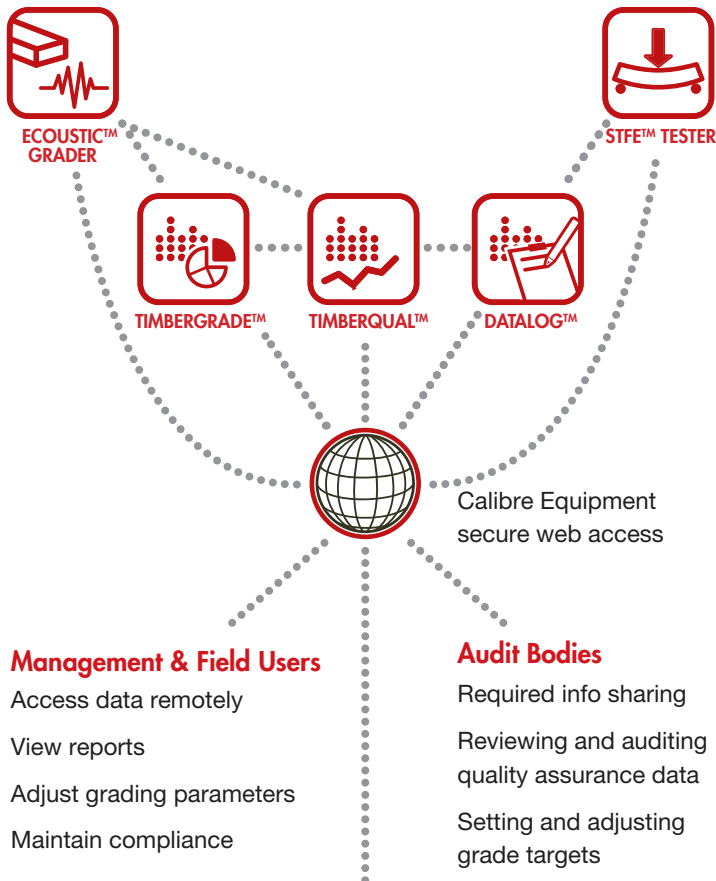 ECOUSTIC™
GRADER
STFE™ TESTER
TIMBERGRADE™
TIMBERQUAL™
DATALOG™
Calibre Equipment
secure web access
Management & Field Users
Access data remotely
View reports
Adjust grading parameters
Maintain compliance
Audit Bodies
Required info sharing
Reviewing and auditing
quality assurance data
Setting and adjusting
grade targets